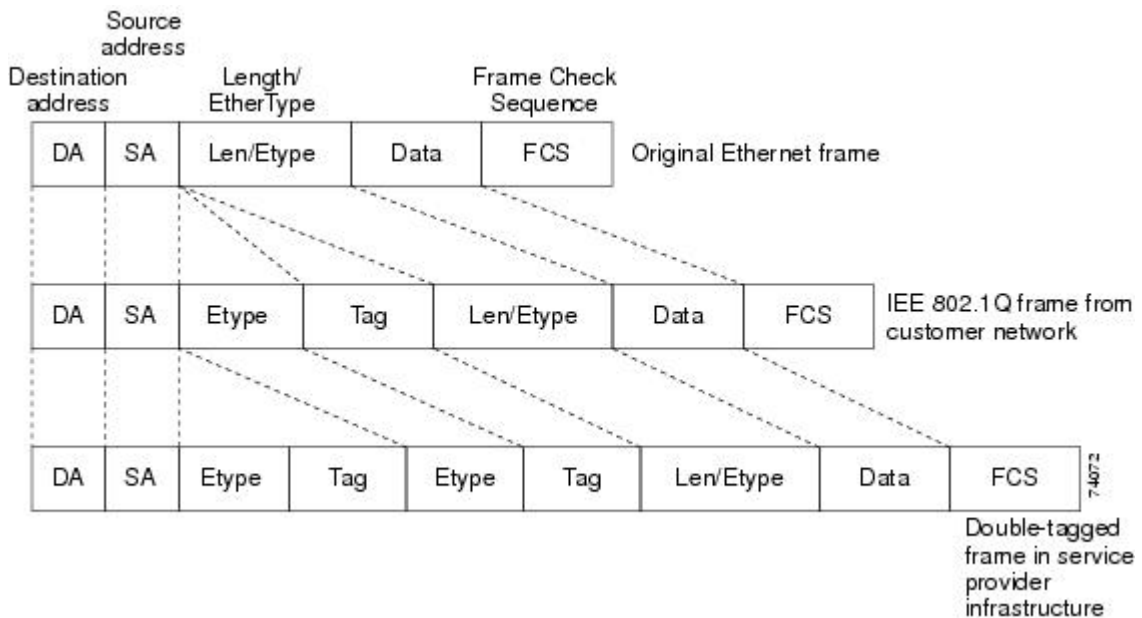 Source
address
Destination
address
Length/
EtherType
Frame Check
Sequence
DA SA Len/Etype Data FCS Original Ethernet frame
DA SA Etype Tag Len/Etype Data FCS
IEE 802.1Q frame from
customer network
DA SA Etype Tag Etype Tag Len/Etype Data FCS
74072
Double-tagged
frame in service
provider
infrastructure